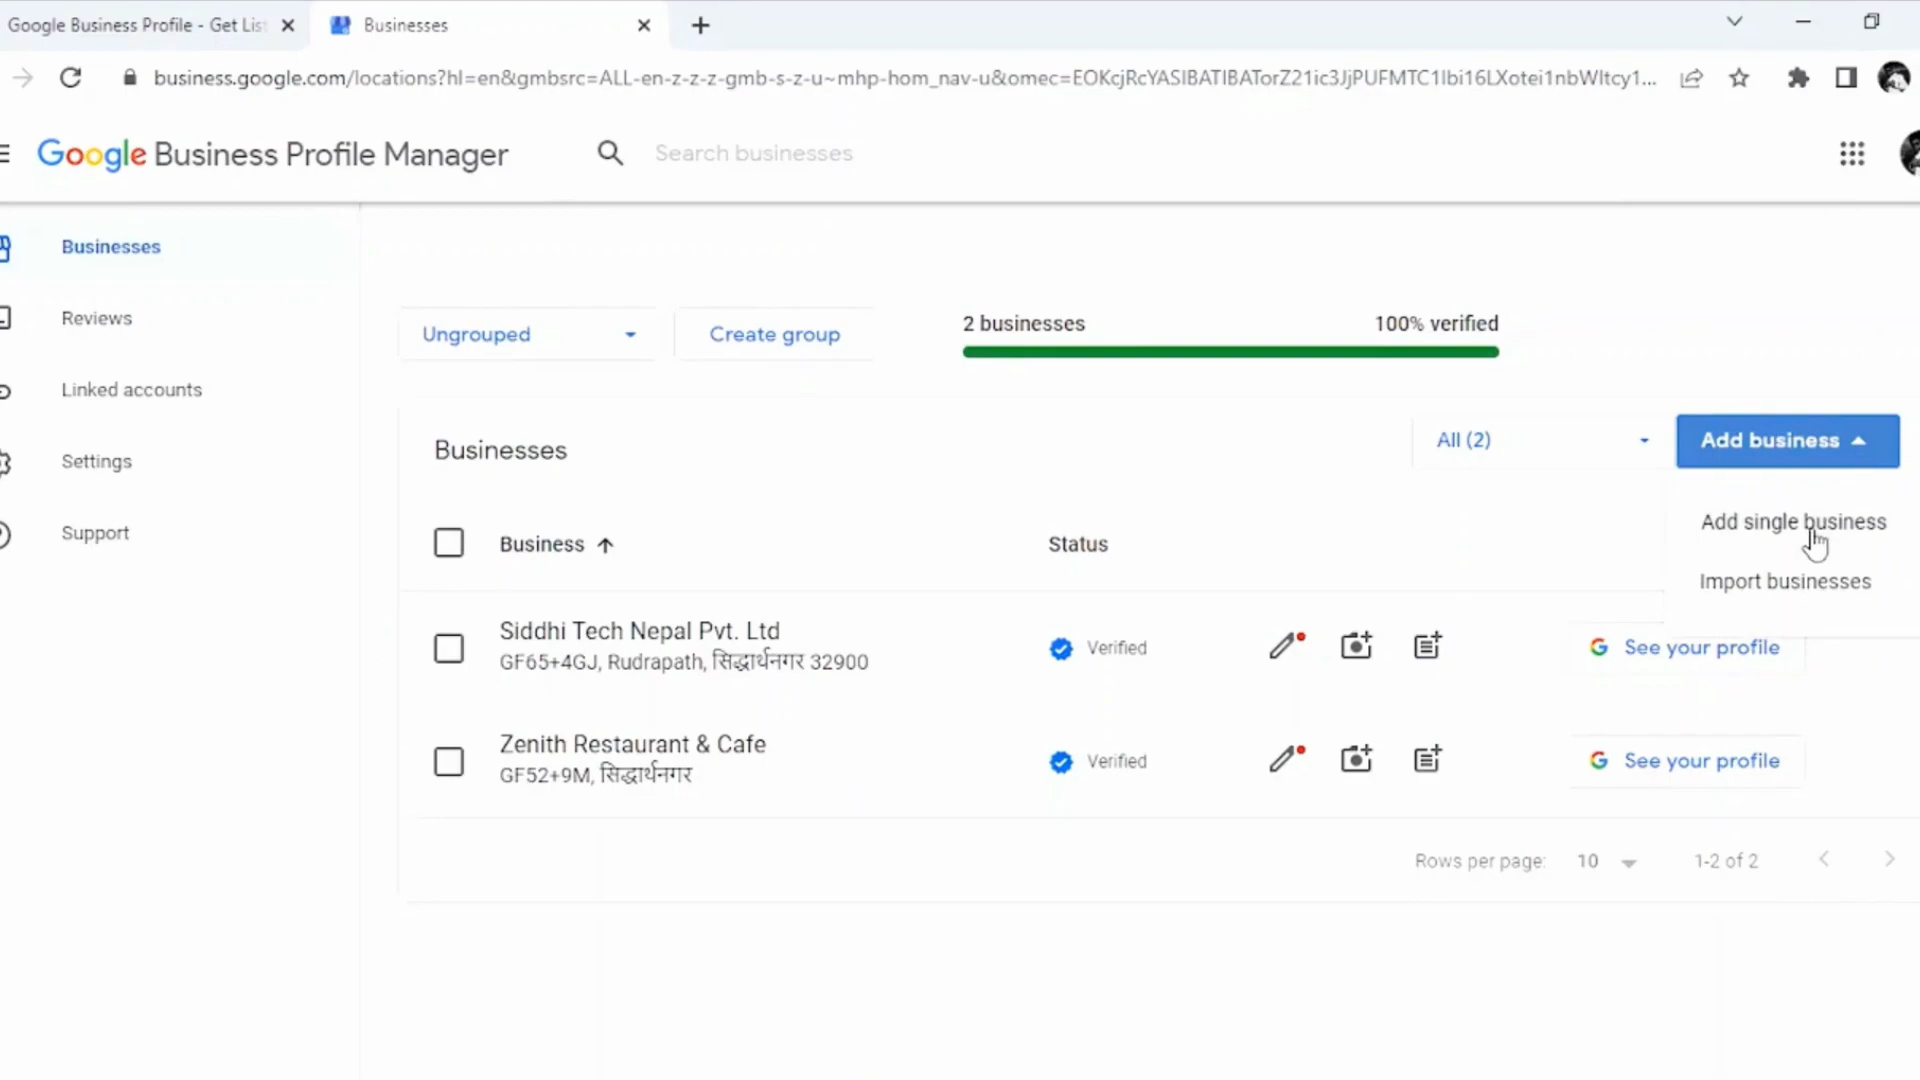 Google Business Profile - Get List
Businesses
business.google.com/locations?hl=en&gmbsrc=ALL-en-z-z-z-gmb-s-z-u~mhp-hom_nav-u&omec=EOKcjRcYASIBATIBATorZ21ic3JjPUFMTC1lbi16LXotei1nbWItcy1...
Google Business Profile Manager
Search businesses
Businesses
Reviews
Linked accounts
Settings
Support
Ungrouped
Create group
2 businesses
100% verified
Businesses
All (2)
Add business
Add single business
Import businesses
Business
Status
Siddhi Tech Nepal Pvt. Ltd
GF65+4GJ, Rudrapath, सिद्धार्थनगर 32900
Verified
See your profile
Zenith Restaurant & Cafe
GF52+9M, सिद्धार्थनगर
Verified
See your profile
Rows per page: 10 1-2 of 2